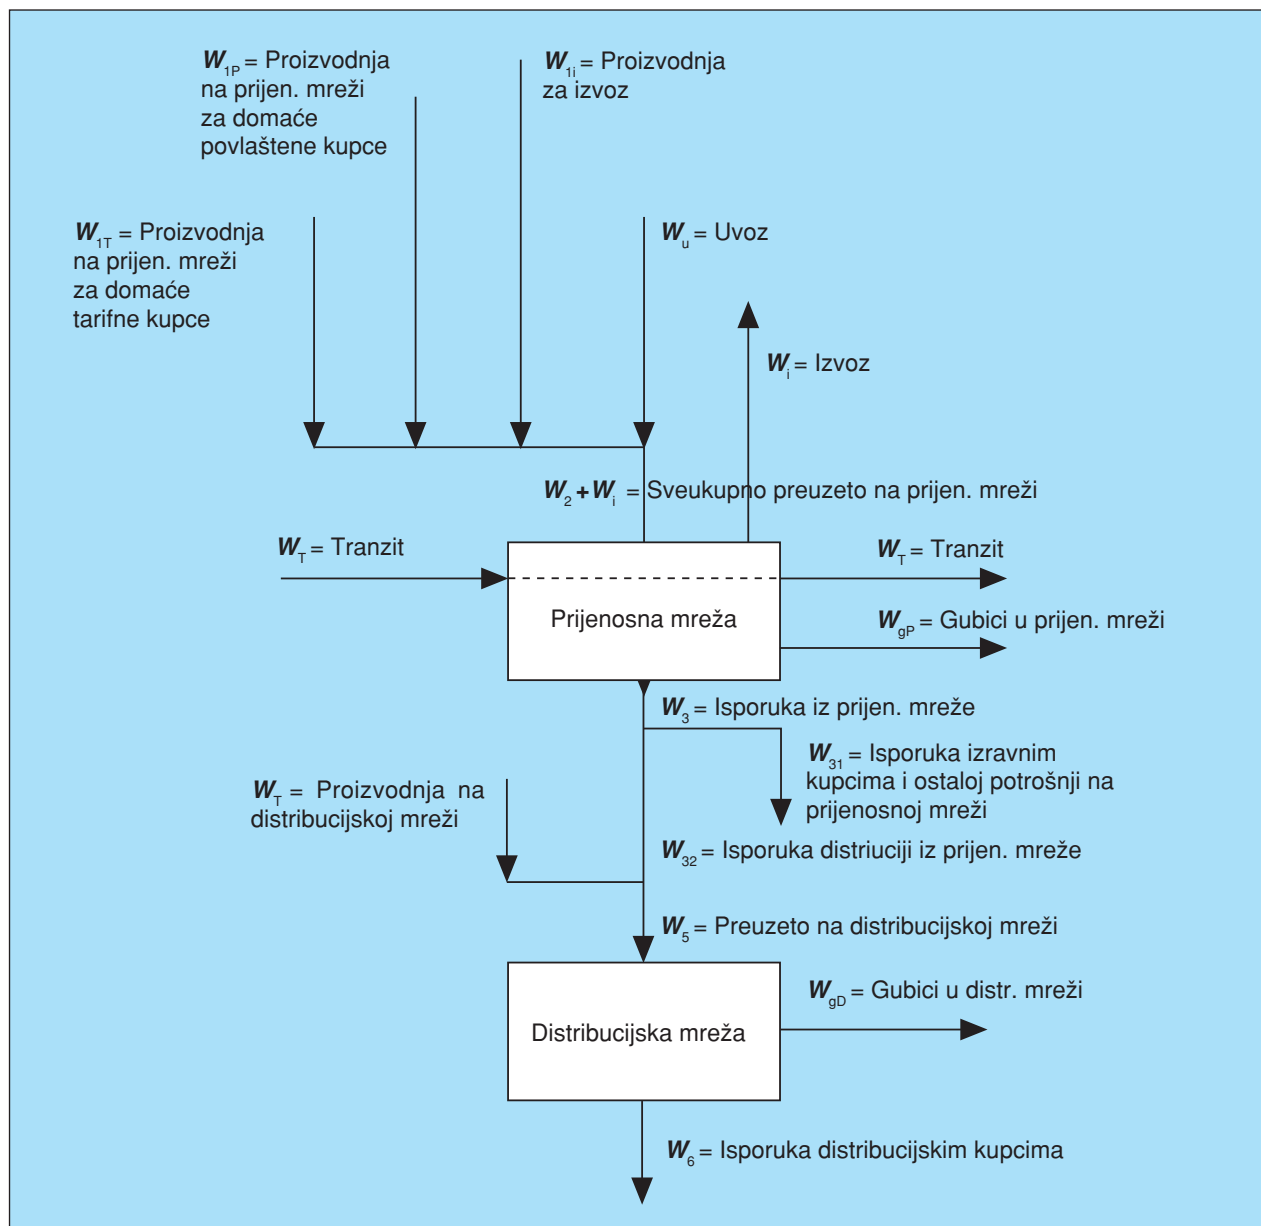 W1P = Proizvodnja
na prijen. mreži
za domaće
povlaštene kupce
W1i = Proizvodnja
za izvoz
W1T = Proizvodnja
na prijen. mreži
za domaće
tarifne kupce
Wu = Uvoz
Wi = Izvoz
W2 + Wi = Sveukupno preuzeto na prijen. mreži
WT = Tranzit
WT = Tranzit
Prijenosna mreža
WgP = Gubici u prijen. mreži
W3 = Isporuka iz prijen. mreže
W31 = Isporuka izravnim
kupcima i ostaloj potrošnji na
prijenosnoj mreži
WT = Proizvodnja na
distribucijskoj mreži
W32 = Isporuka distriuciji iz prijen. mreže
W5 = Preuzeto na distribucijskoj mreži
WgD = Gubici u distr. mreži
Distribucijska mreža
W6 = Isporuka distribucijskim kupcima